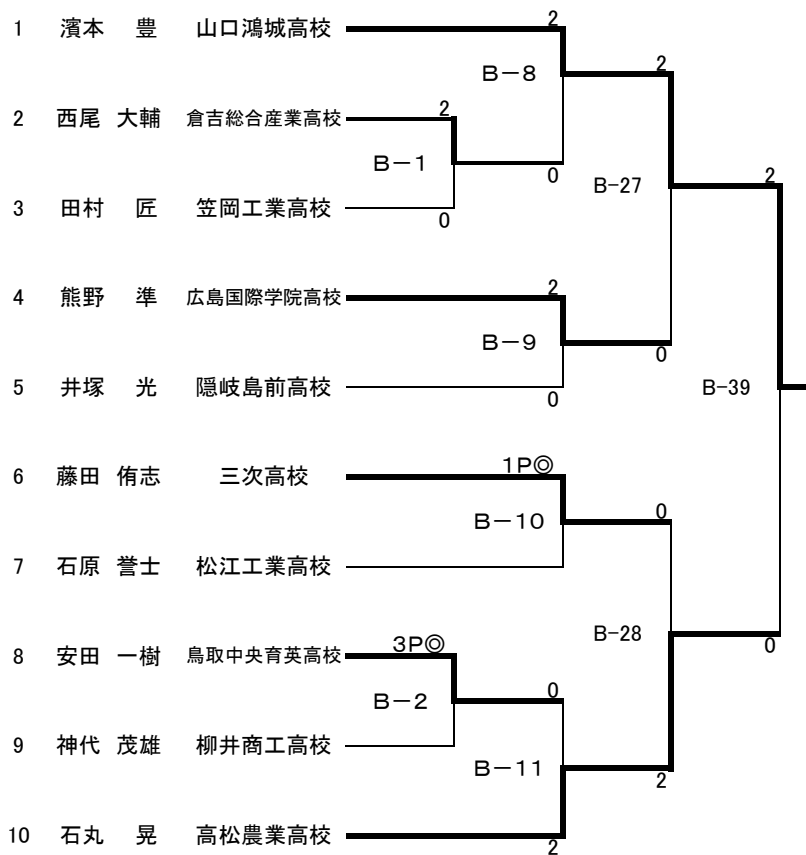 1 濱本 豊 山口鴻城高校
2
B－8
2
2 西尾 大輔 倉吉総合産業高校
2
B－1
0
B-27
2
3 田村 匠 笠岡工業高校
0
4 熊野 準 広島国際学院高校
2
B－9
0
5 井塚 光 隠岐島前高校
0
B-39
6 藤田 侑志 三次高校
1P◎
B－10
0
7 石原 誉士 松江工業高校
B-28
0
8 安田 一樹 鳥取中央育英高校
3P◎
B－2
0
9 神代 茂雄 柳井商工高校
B－11
2
10 石丸 晃 高松農業高校
2